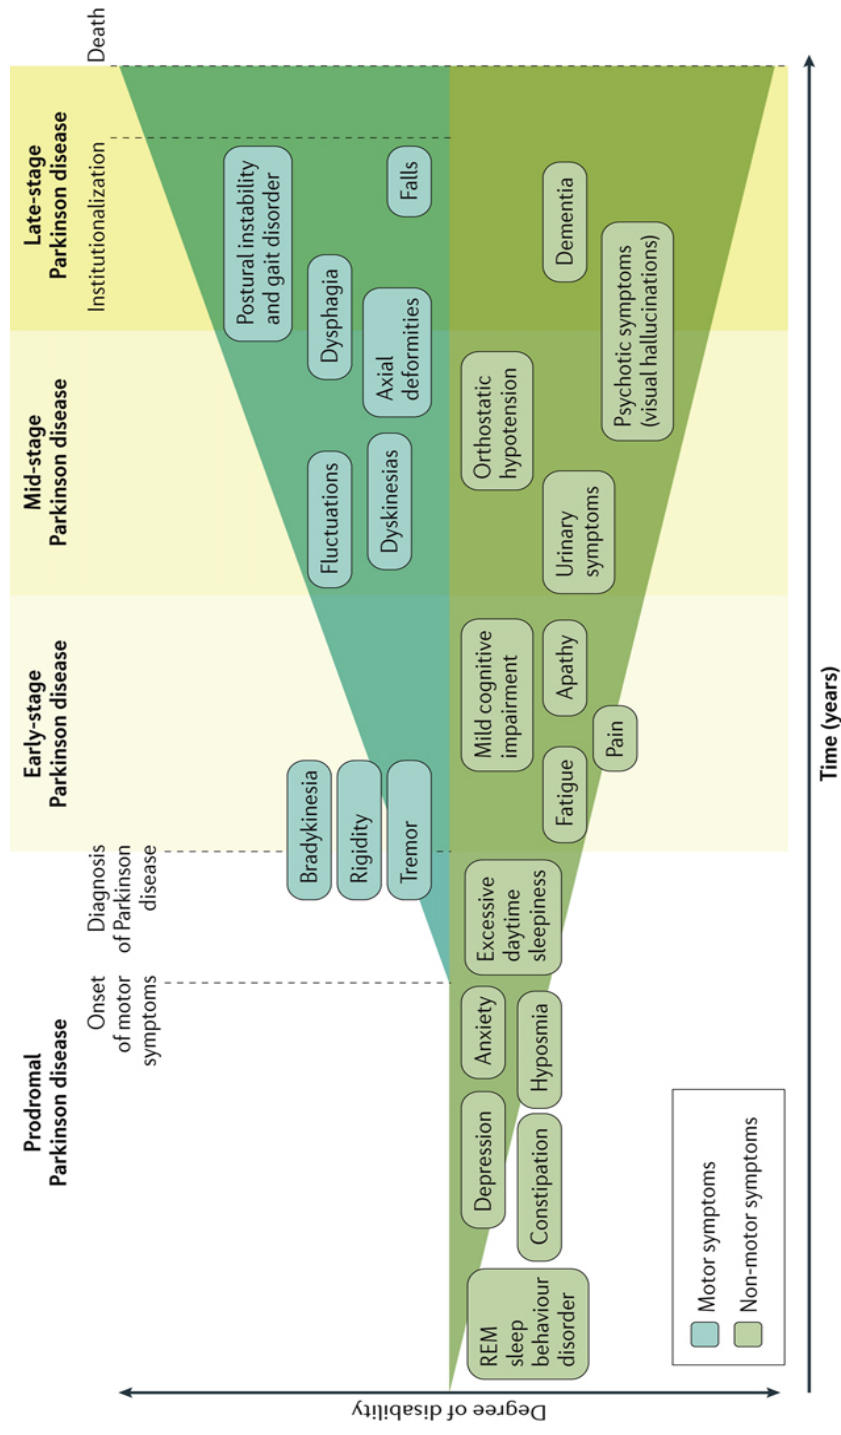 Prodromal
Parkinson disease
Early-stage
Parkinson disease
Mid-stage
Parkinson disease
Late-stage
Parkinson disease
Onset
of motor
symptoms
Diagnosis
of Parkinson
disease
Institutionalization
Death
Degree of disability
Bradykinesia
Rigidity
Tremor
Fluctuations
Dyskinesias
Postural instability
and gait disorder
Dysphagia
Axial
deformities
Falls
REM
sleep
behaviour
disorder
Depression
Constipation
Anxiety
Hyposmia
Excessive
daytime
sleepiness
Mild cognitive
impairment
Fatigue
Apathy
Pain
Orthostatic
hypotension
Urinary
symptoms
Dementia
Psychotic symptoms
(visual hallucinations)
Motor symptoms
Non-motor symptoms
Time (years)